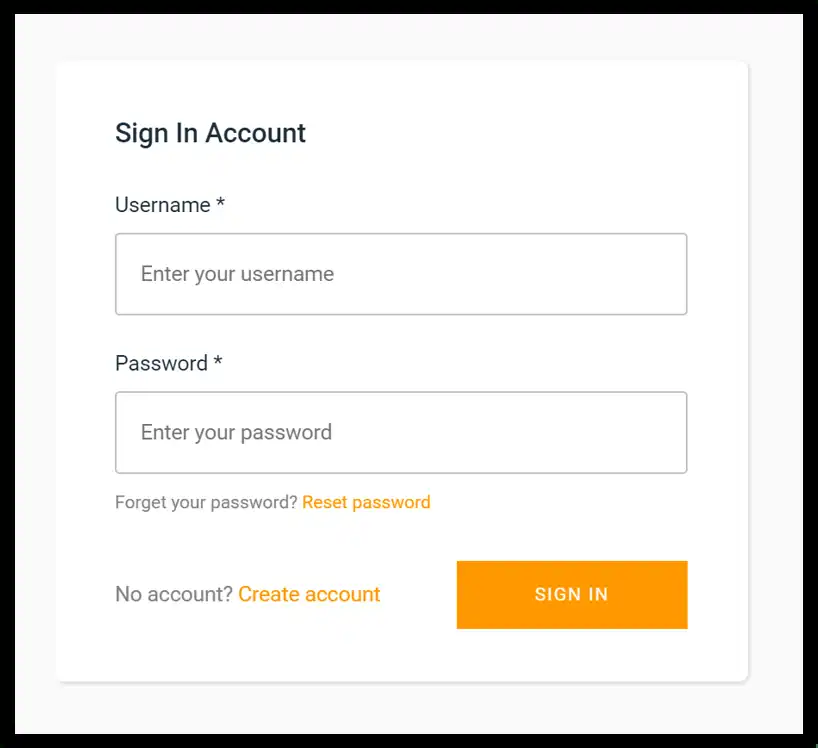 Sign In Account
Username *
Enter your username
Password *
Enter your password
Forget your password? Reset password
No account? Create account
SIGN IN